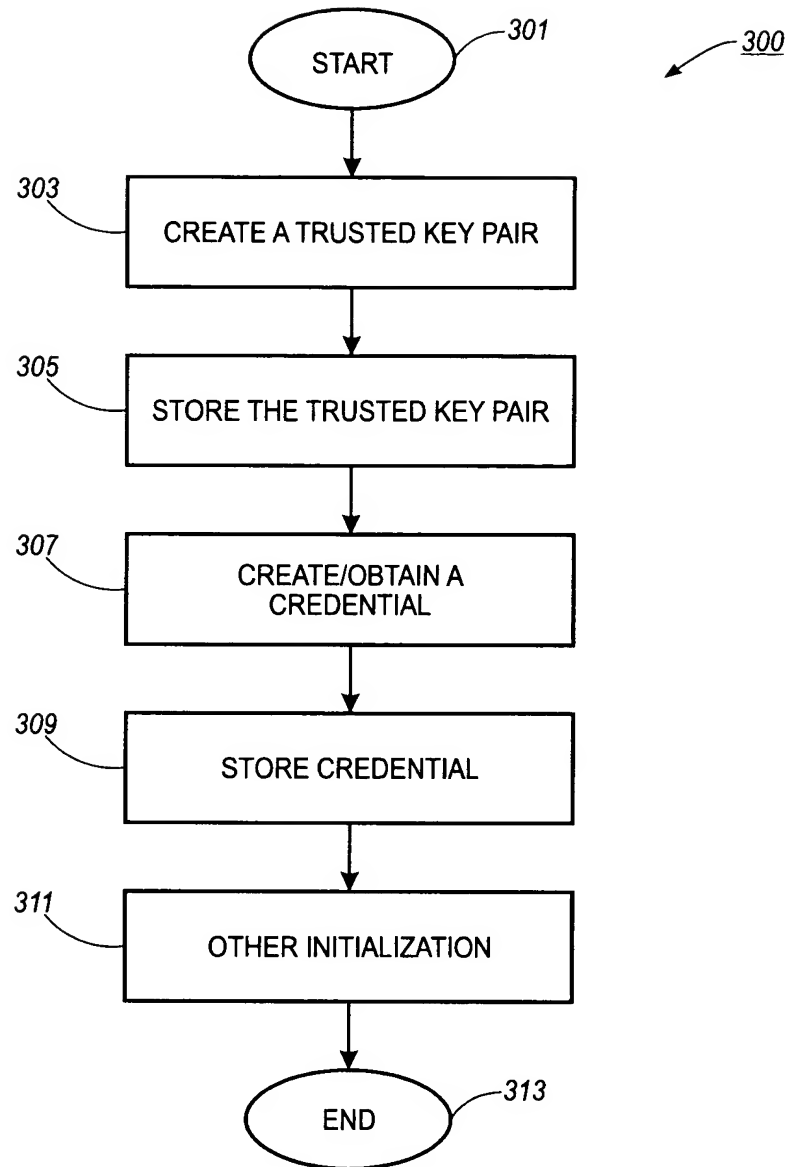 START
301
300
303
CREATE A TRUSTED KEY PAIR
305
STORE THE TRUSTED KEY PAIR
307
CREATE/OBTAIN A
CREDENTIAL
309
STORE CREDENTIAL
311
OTHER INITIALIZATION
END
313